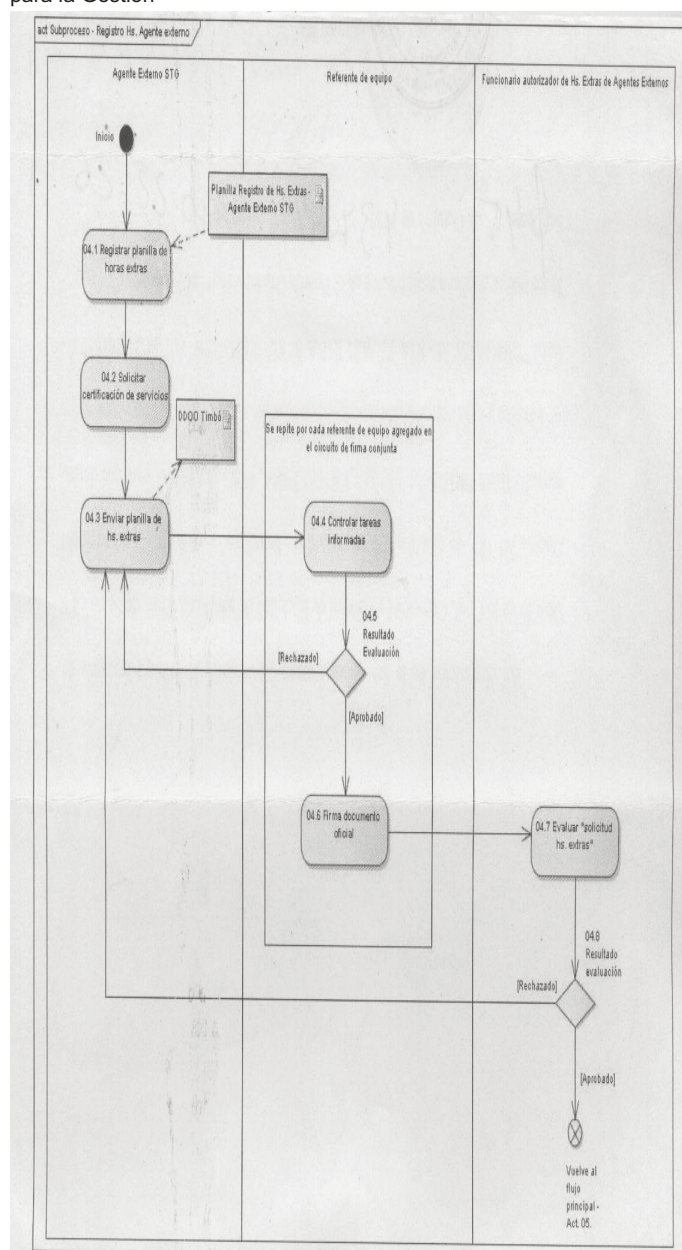 para la Gestión
act Subproceso - Registro Hs. Agente externo
Agente Externo STG
Referente de equipo
Funcionario autorizador de Hs. Extras de Agentes Externos
Inicio
Planilla Registro de Hs. Extras -
Agente Externo STG
04.1 Registrar planilla de
horas extras
04.2 Solicitar
certificación de servicios
DDOO Timbó
Se repite por cada referente de equipo agregado en
el circuito de firma conjunta
04.3 Enviar planilla de
hs. extras
04.4 Controlar tareas
informadas
04.5
Resultado
Evaluación
[Rechazado]
[Aprobado]
04.6 Firma documento
oficial
04.7 Evaluar "solicitud
hs. extras"
04.8
Resultado
evaluación
[Rechazado]
[Aprobado]
Vuelve al
flujo
principal -
Act. 05.